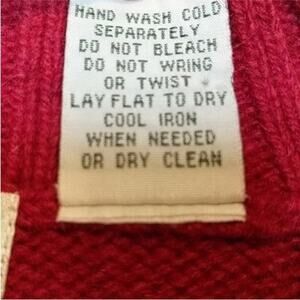 HAND WASH COLD
SEPARATELY
DO NOT BLEACH
DO NOT WRING
OR TWIST
LAY FLAT TO DRY
COOL IRON
WHEN NEEDED
OR DRY CLEAN